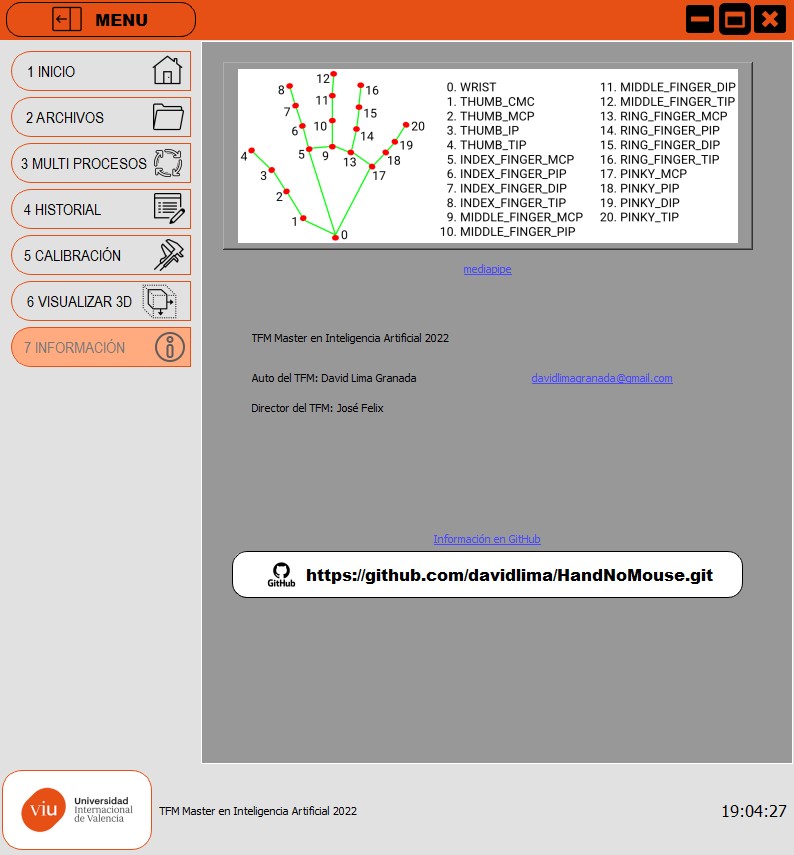 MENU
1 INICIO
2 ARCHIVOS
3 MULTI PROCESOS
4 HISTORIAL
5 CALIBRACIÓN
6 VISUALIZAR 3D
7 INFORMACIÓN
12
8
16
11
7
15
20
6
10
14
19
4
5
9
13
18
3
17
2
1
0
0. WRIST
1. THUMB_CMC
2. THUMB_MCP
3. THUMB_IP
4. THUMB_TIP
5. INDEX_FINGER_MCP
6. INDEX_FINGER_PIP
7. INDEX_FINGER_DIP
8. INDEX_FINGER_TIP
9. MIDDLE_FINGER_MCP
10. MIDDLE_FINGER_PIP
11. MIDDLE_FINGER_DIP
12. MIDDLE_FINGER_TIP
13. RING_FINGER_MCP
14. RING_FINGER_PIP
15. RING_FINGER_DIP
16. RING_FINGER_TIP
17. PINKY_MCP
18. PINKY_PIP
19. PINKY_DIP
20. PINKY_TIP
mediapipe
TFM Master en Inteligencia Artificial 2022
Auto del TFM: David Lima Granada
davidlimagranada@gmail.com
Director del TFM: José Felix
Información en GitHub
GitHub
https://github.com/davidlima/HandNoMouse.git
viu
Universidad
Internacional
de Valencia
TFM Master en Inteligencia Artificial 2022
19:04:27